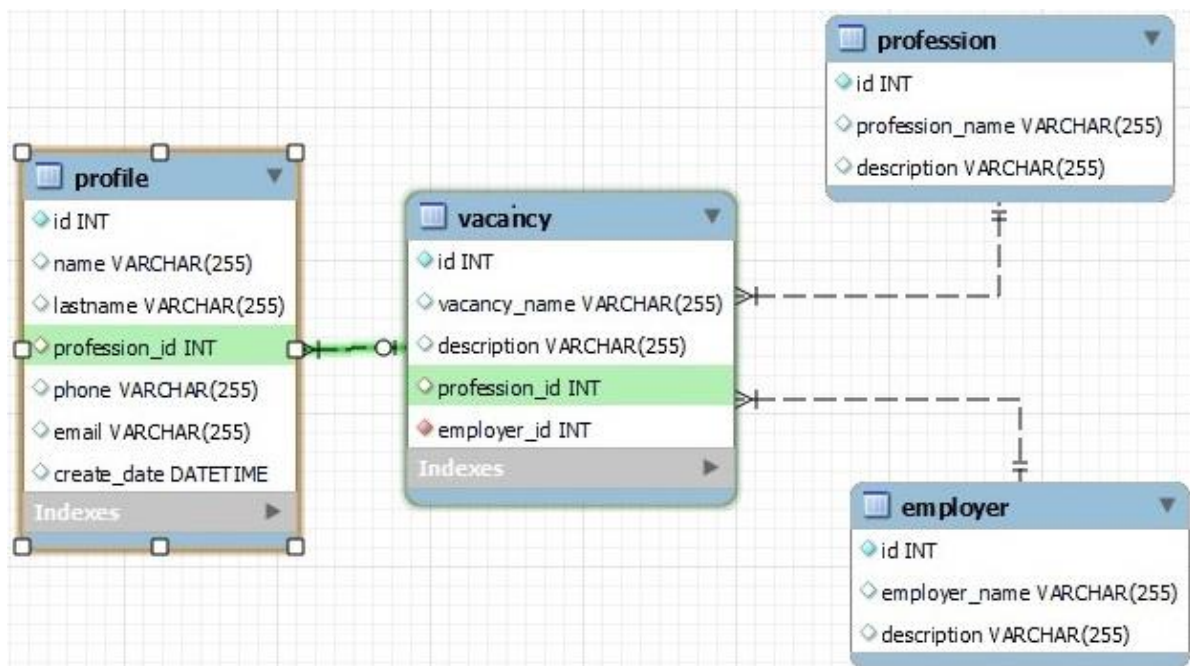 profile
id INT
name VARCHAR(255)
lastname VARCHAR(255)
profession_id INT
phone VARCHAR(255)
email VARCHAR(255)
create_date DATETIME
Indexes
vacancy
id INT
vacancy_name VARCHAR(255)
description VARCHAR(255)
profession_id INT
employer_id INT
Indexes
profession
id INT
profession_name VARCHAR(255)
description VARCHAR(255)
employer
id INT
employer_name VARCHAR(255)
description VARCHAR(255)